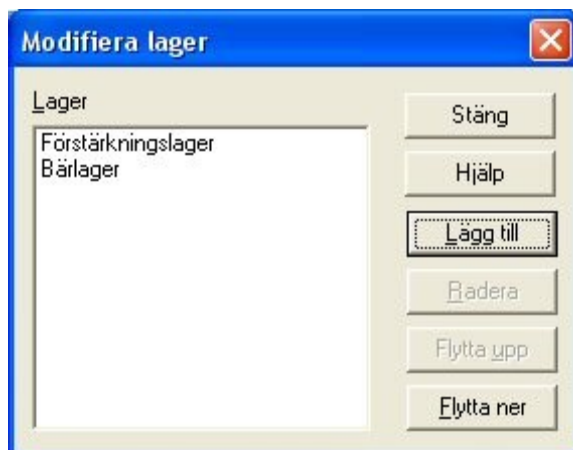 Modifiera lager
Lager
Förstärkningslager
Bärlager
Stäng
Hjälp
Lägg till
Radera
Flytta upp
Flytta ner